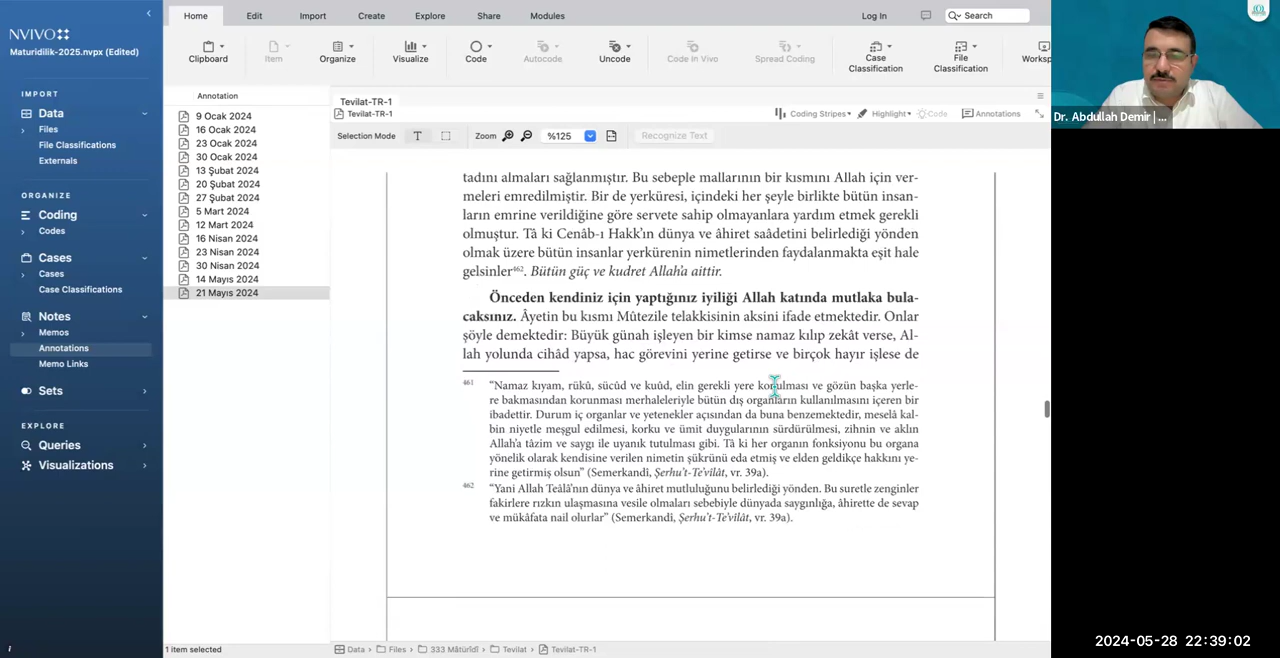 Home
Edit
Import
Create
Explore
Share
Modules
Log In
Search
NVIVO
Maturidilik-2025.nvpx (Edited)
Clipboard
Item
Organize
Visualize
Code
Autocode
Uncode
Code In Vivo
Spread Coding
Case
Classification
File
Classification
Worksp
IMPORT
Data
Files
File Classifications
Externals
ORGANIZE
Coding
Codes
Cases
Cases
Case Classifications
Notes
Memos
Annotations
Memo Links
Sets
EXPLORE
Queries
Visualizations
Annotation
9 Ocak 2024
16 Ocak 2024
23 Ocak 2024
30 Ocak 2024
13 Şubat 2024
20 Şubat 2024
27 Şubat 2024
5 Mart 2024
12 Mart 2024
16 Nisan 2024
23 Nisan 2024
30 Nisan 2024
14 Mayıs 2024
21 Mayıs 2024
1 item selected
Tevilat-TR-1
Tevilat-TR-1
Coding Stripes
Highlight
Code
Annotations
Selection Mode
T
Zoom
%125
Recognize Text
tadını almaları sağlanmıştır. Bu sebeple mallarının bir kısmını Allah için ver-
meleri emredilmiştir. Bir de yerküresi, içindeki her şeyle birlikte bütün insan-
ların emrine verildiğine göre servete sahip olmayanlara yardım etmek gerekli
olmuştur. Tâ ki Cenâb-ı Hakk’ın dünya ve âhiret saâdetini belirlediği yönden
olmak üzere bütün insanlar yerkürenin nimetlerinden faydalanmakta eşit hale
gelsinler⁴⁶². Bütün güç ve kudret Allah’a aittir.
Önceden kendiniz için yaptığınız iyiliği Allah katında mutlaka bula-
caksınız. Âyetin bu kısmı Mûtezile telakkisinin aksini ifade etmektedir. Onlar
şöyle demektedir: Büyük günah işleyen bir kimse namaz kılıp zekât verse, Al-
lah yolunda cihâd yapsa, hac görevini yerine getirse ve birçok hayır işlese de
461 “Namaz kıyam, rükû, sücûd ve kuûd, elin gerekli yere konulması ve gözün başka yerle-
re bakmasından korunması merhaleleriyle bütün dış organların kullanılmasını içeren bir
ibadettir. Durum iç organlar ve yetenekler açısından da buna benzemektedir, meselâ kal-
bin niyetle meşgul edilmesi, korku ve ümit duygularının sürdürülmesi, zihnin ve aklın
Allah’a tâzim ve saygı ile uyanık tutulması gibi. Tâ ki her organın fonksiyonu bu organa
yönelik olarak kendisine verilen nimetin şükrünü eda etmiş ve elden geldikçe hakkını ye-
rine getirmiş olsun” (Semerkandî, Şerhu’t-Te’vîlât, vr. 39a).
462 “Yani Allah Teâlâ’nın dünya ve âhiret mutluluğunu belirlediği yönden. Bu suretle zenginler
fakirlere rızkın ulaşmasına vesile olmaları sebebiyle dünyada saygınlığa, âhirette de sevap
ve mükâfata nail olurlar” (Semerkandî, Şerhu’t-Te’vîlât, vr. 39a).
Data › Files › 333 Mâtürîdî › Tevilat › Tevilat-TR-1
Dr. Abdullah Demir | ...
2024-05-28 22:39:02